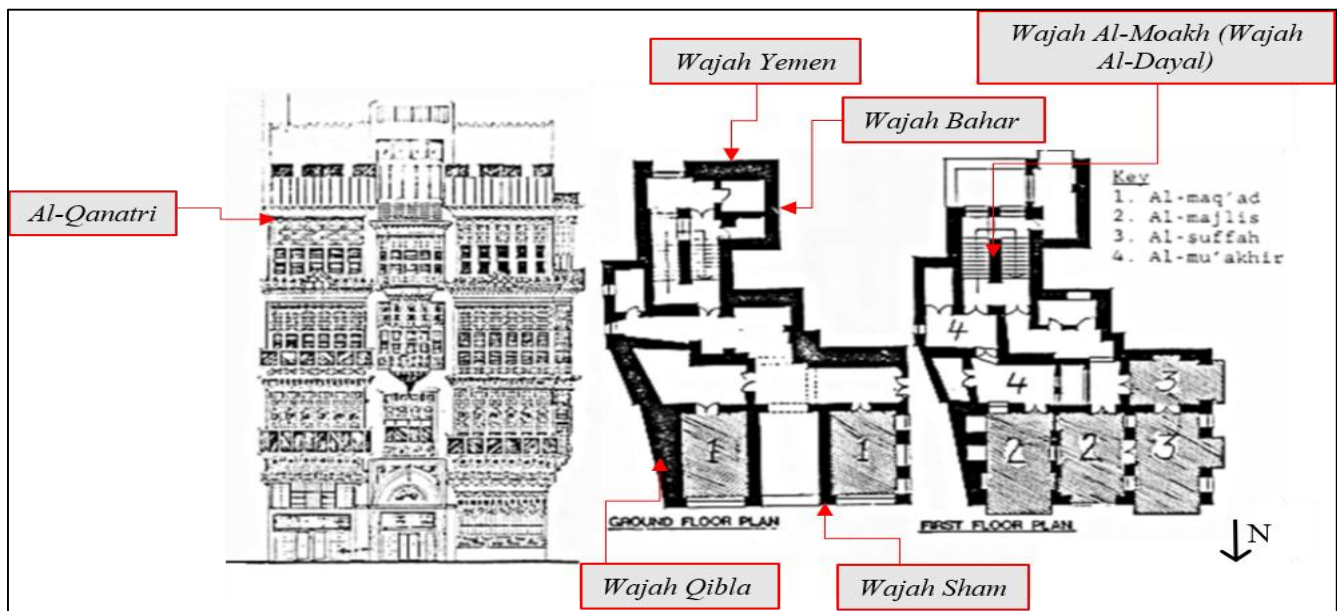 Wajah Al-Moakh (Wajah
Al-Dayal)
Wajah Yemen
Wajah Bahar
Al-Qanatri
Key
1. Al-maq'ad
2. Al-majlis
3. Al-suffah
4. Al-mu'akhir
4
4
3
1
1
2
2
3
GROUND FLOOR PLAN
FIRST FLOOR PLAN
N
Wajah Qibla
Wajah Sham